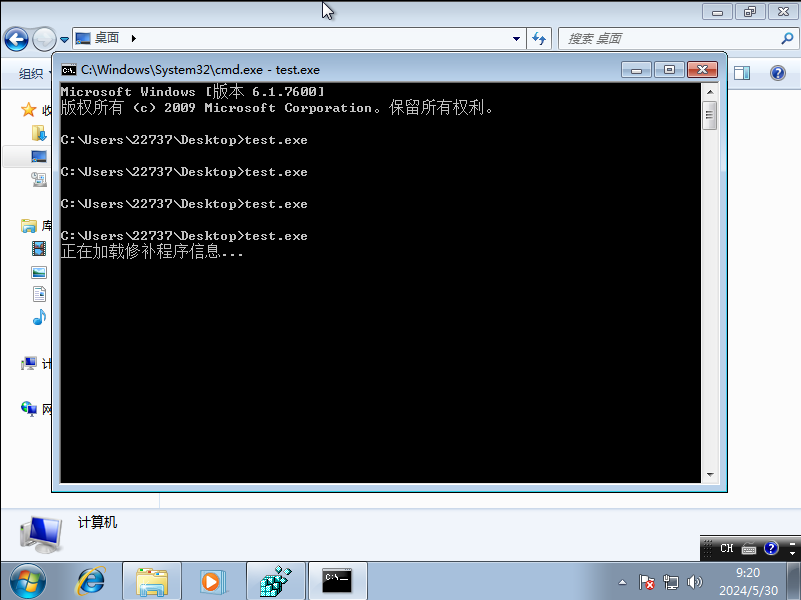 桌面
搜索 桌面
组织
C:\Windows\System32\cmd.exe - test.exe
Microsoft Windows [版本 6.1.7600]
版权所有 (c) 2009 Microsoft Corporation。保留所有权利。
C:\Users\22737\Desktop>test.exe
C:\Users\22737\Desktop>test.exe
C:\Users\22737\Desktop>test.exe
C:\Users\22737\Desktop>test.exe
正在加载修补程序信息...
收
库
计
网
计算机
CH
9:20
2024/5/30